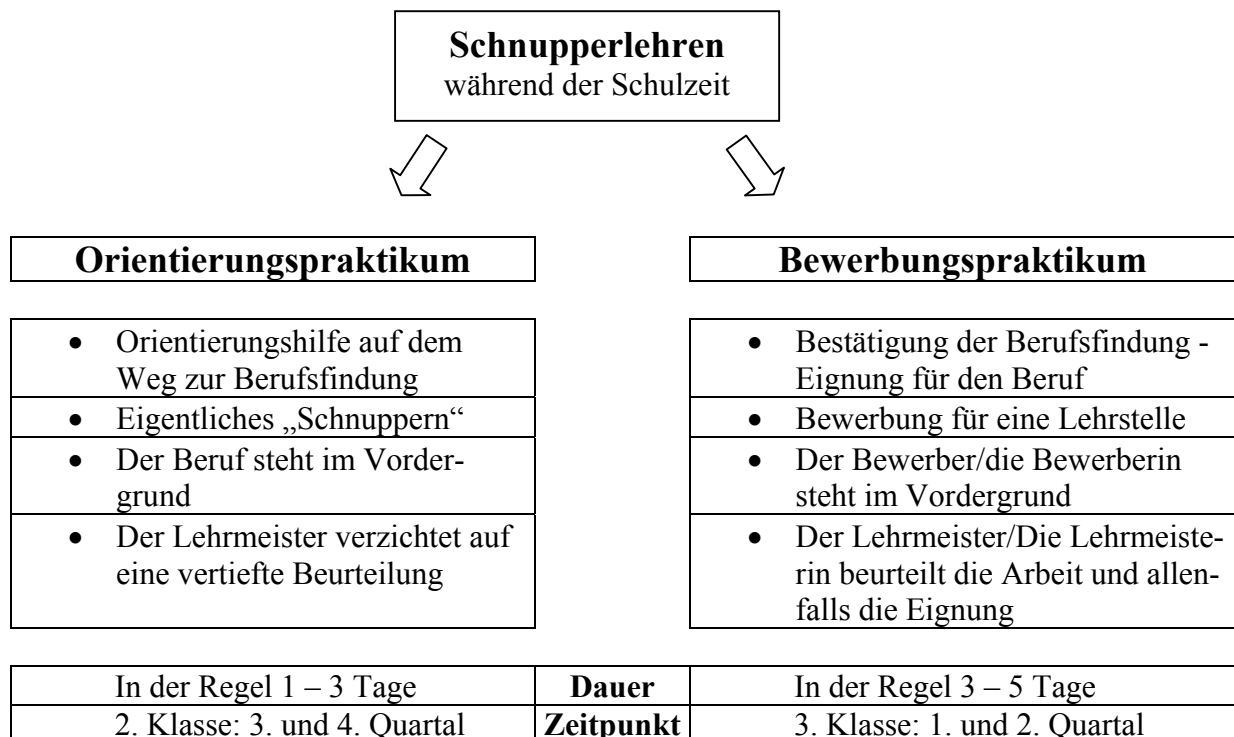 Schnupperlehren
während der Schulzeit
Orientierungspraktikum
Bewerbungspraktikum
• Orientierungshilfe auf dem
Weg zur Berufsfindung
• Eigentliches „Schnuppern“
• Der Beruf steht im Vorder-
grund
• Der Lehrmeister verzichtet auf
eine vertiefte Beurteilung
• Bestätigung der Berufsfindung -
Eignung für den Beruf
• Bewerbung für eine Lehrstelle
• Der Bewerber/die Bewerberin
steht im Vordergrund
• Der Lehrmeister/Die Lehrmeiste-
rin beurteilt die Arbeit und allen-
falls die Eignung
In der Regel 1 – 3 Tage Dauer In der Regel 3 – 5 Tage
2. Klasse: 3. und 4. Quartal Zeitpunkt 3. Klasse: 1. und 2. Quartal